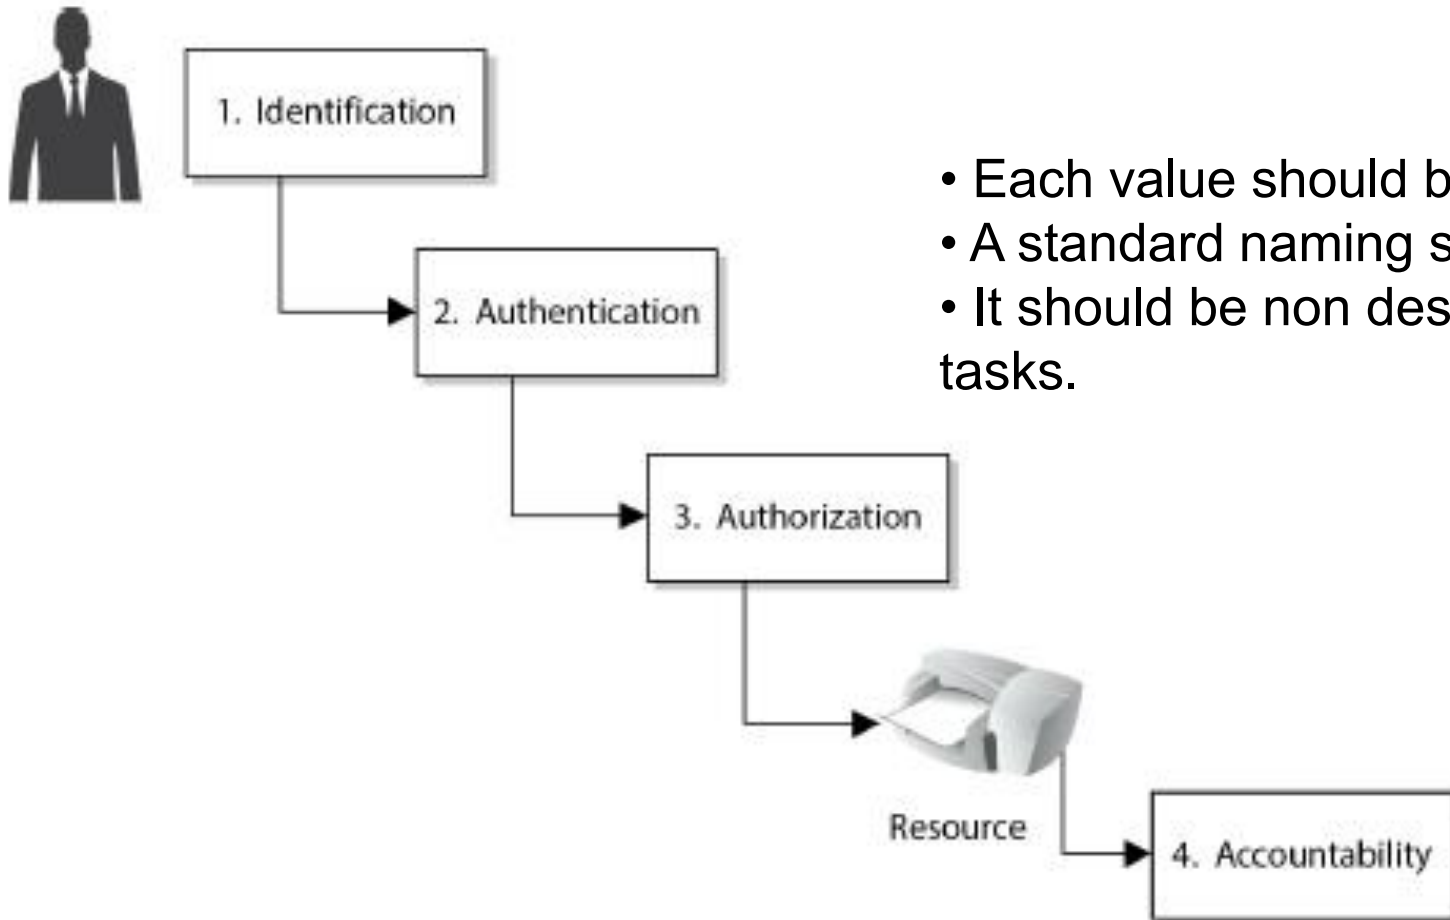 1. Identification
• Each value should b
• A standard naming s
2. Authentication
• It should be non des
tasks.
3. Authorization
Resource
4. Accountability